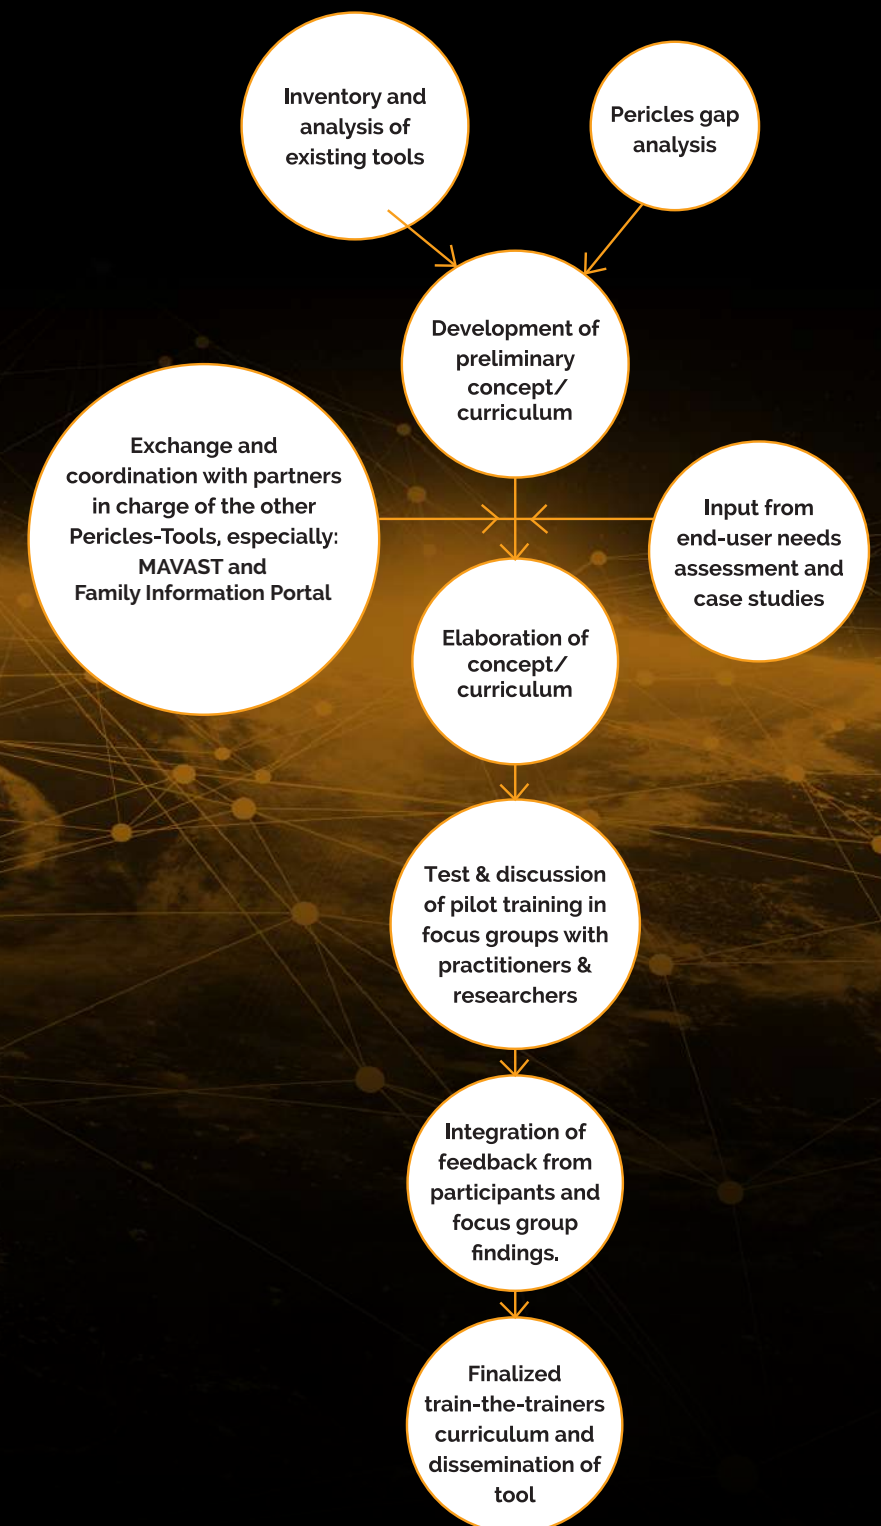 Inventory and
analysis of
existing tools
Pericles gap
analysis
Development of
preliminary
concept/
curriculum
Exchange and
coordination with partners
in charge of the other
Pericles-Tools, especially:
MAVAST and
Family Information Portal
Input from
end-user needs
assessment and
case studies
Elaboration of
concept/
curriculum
Test & discussion
of pilot training in
focus groups with
practitioners &
researchers
Integration of
feedback from
participants and
focus group
findings.
Finalized
train-the-trainers
curriculum and
dissemination of
tool